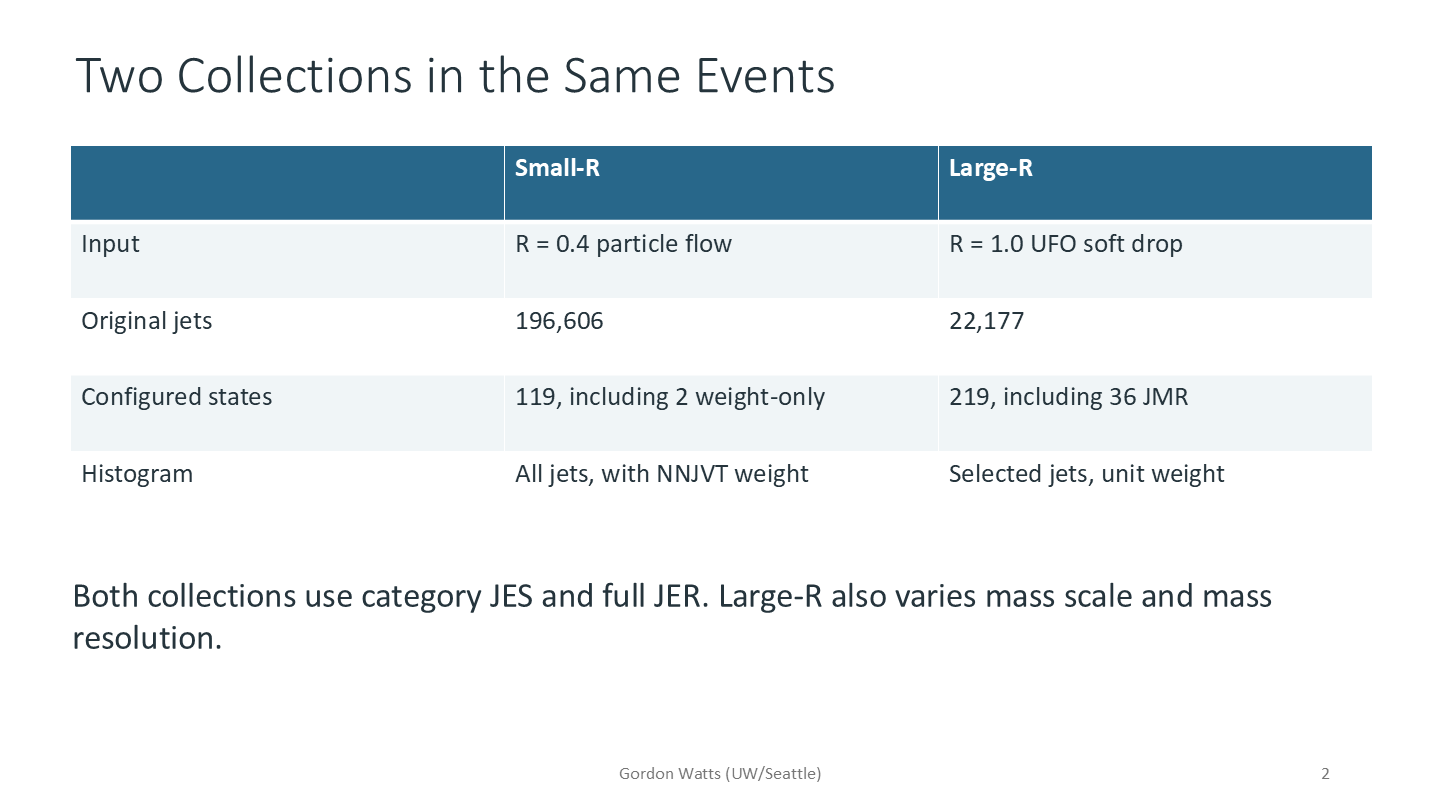 Two Collections in the Same Events
Small-R Large-R
Input R = 0.4 particle flow R = 1.0 UFO soft drop
Original jets 196,606 22,177
Configured states 119, including 2 weight-only 219, including 36 JMR
Histogram All jets, with NNJVT weight Selected jets, unit weight
Both collections use category JES and full JER. Large-R also varies mass scale and mass
resolution.
Gordon Watts (UW/Seattle) 2